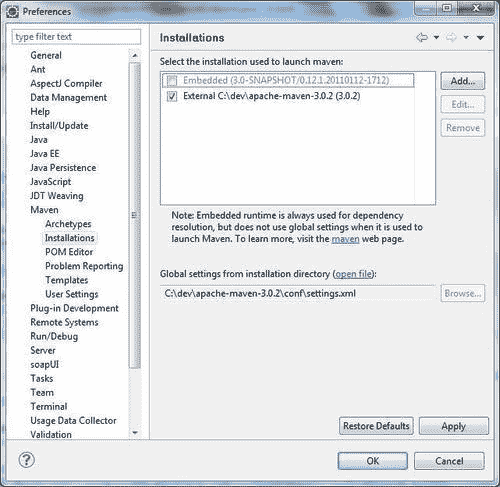 Preferences
type filter text
General
Ant
AspectJ Compiler
Data Management
Help
Install/Update
Java
Java EE
Java Persistence
JavaScript
JDT Weaving
Maven
Archetypes
Installations
POM Editor
Problem Reporting
Templates
User Settings
Plug-in Development
Remote Systems
Run/Debug
Server
soapUI
Tasks
Team
Terminal
Usage Data Collector
Validation
Installations
Select the installation used to launch maven:
Embedded (3.0-SNAPSHOT/0.12.1.20110112-1712)
External C:\dev\apache-maven-3.0.2 (3.0.2)
Add...
Edit...
Remove
Note: Embedded runtime is always used for dependency
resolution, but does not use global settings when it is used to
launch Maven. To learn more, visit the maven web page.
Global settings from installation directory (open file):
C:\dev\apache-maven-3.0.2\conf\settings.xml
Browse...
Restore Defaults
Apply
OK
Cancel